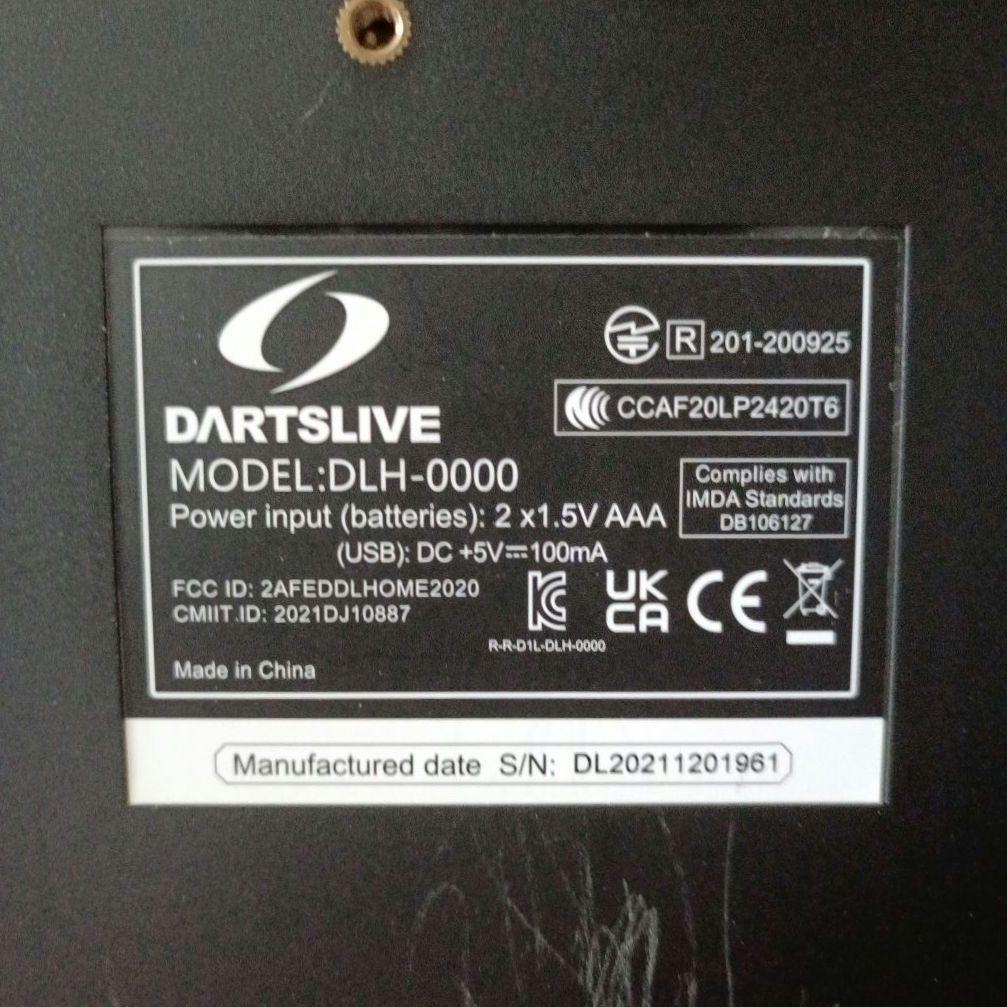 DARTSLIVE
MODEL:DLH-0000
Power input (batteries): 2 x1.5V AAA
(USB): DC +5V⎓100mA
R 201-200925
CCAF20LP2420T6
Complies with
IMDA Standards
DB106127
FCC ID: 2AFEDDLHOME2020
CMIIT ID: 2021DJ10887
KC
UK
CA
CE
R-R-D1L-DLH-0000
Made in China
Manufactured date S/N: DL20211201961